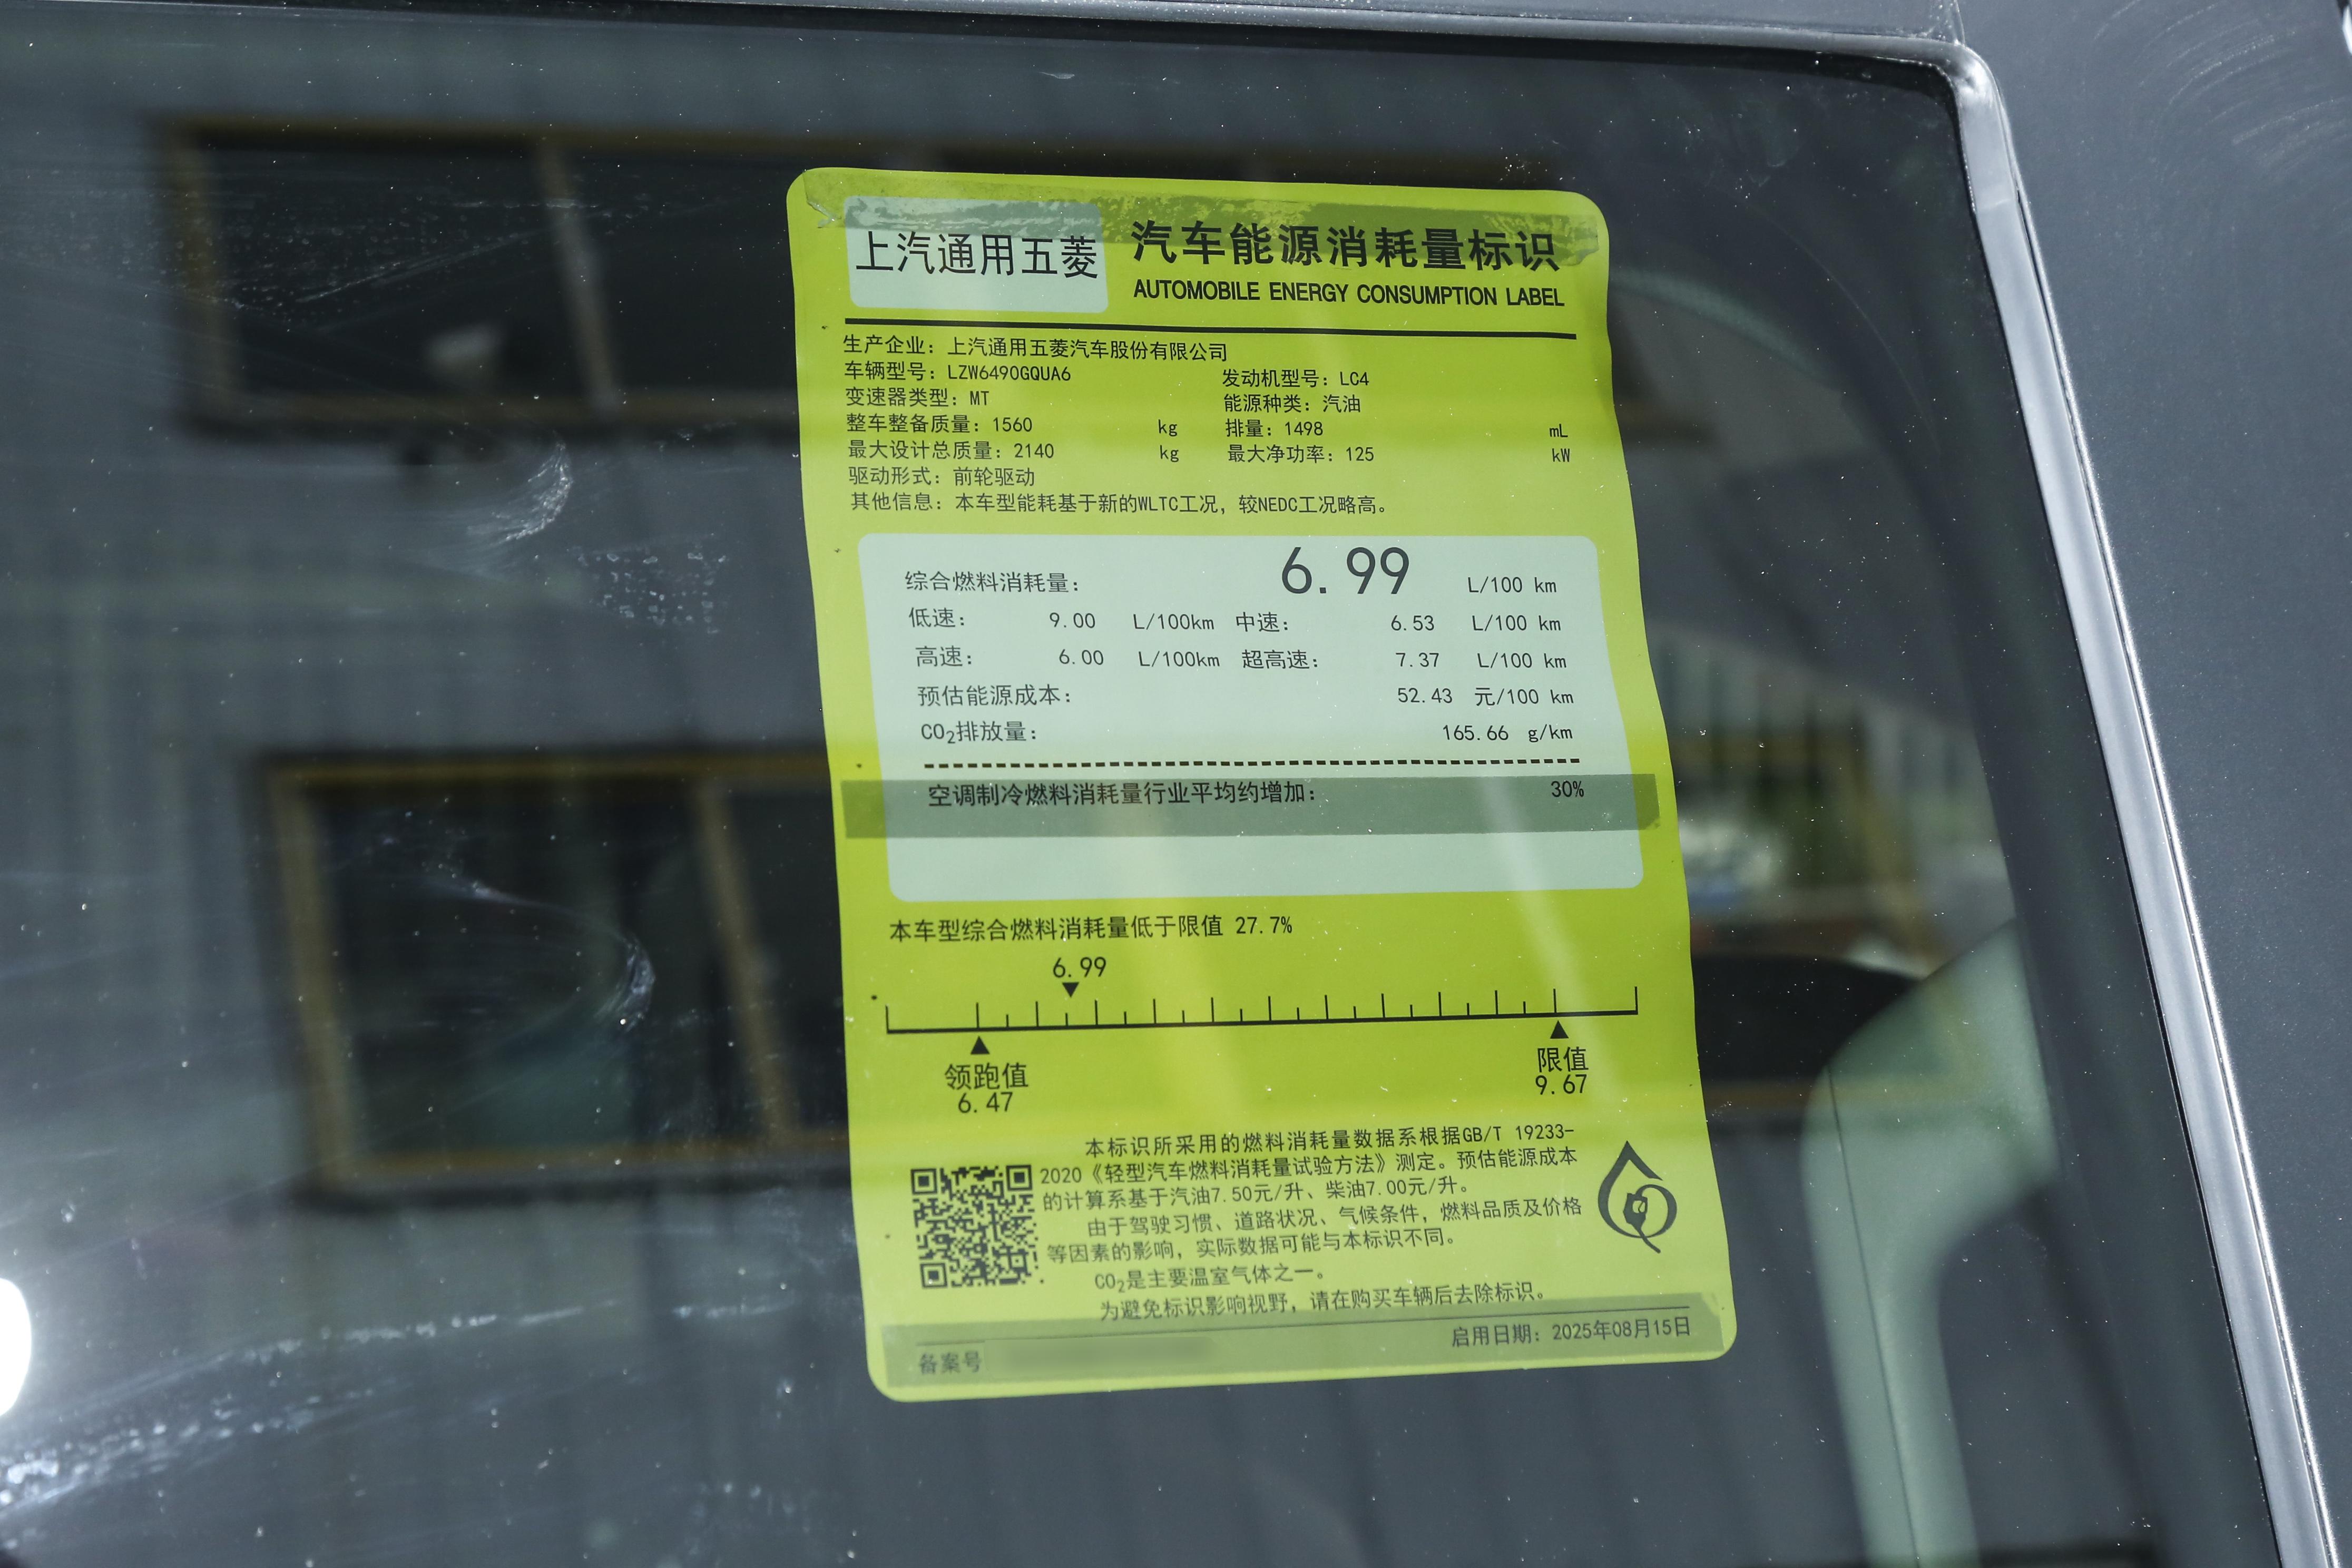 上汽通用五菱
汽车能源消耗量标识
AUTOMOBILE ENERGY CONSUMPTION LABEL
生产企业：上汽通用五菱汽车股份有限公司
车辆型号：LZW6490GQUA6 发动机型号：LC4
变速器类型：MT 能源种类：汽油
整车整备质量：1560 kg 排量：1498 mL
最大设计总质量：2140 kg 最大净功率：125 kW
驱动形式：前轮驱动
其他信息：本车型能耗基于新的WLTC工况，较NEDC工况略高。
综合燃料消耗量： 6.99 L/100 km
低速： 9.00 L/100km 中速： 6.53 L/100 km
高速： 6.00 L/100km 超高速： 7.37 L/100 km
预估能源成本： 52.43 元/100 km
CO₂排放量： 165.66 g/km
空调制冷燃料消耗量行业平均约增加： 30%
本车型综合燃料消耗量低于限值 27.7%
6.99
领跑值 限值
6.47 9.67
本标识所采用的燃料消耗量数据系根据GB/T 19233-
2020《轻型汽车燃料消耗量试验方法》测定。预估能源成本
的计算系基于汽油7.50元/升、柴油7.00元/升。
由于驾驶习惯、道路状况、气候条件，燃料品质及价格
等因素的影响，实际数据可能与本标识不同。
CO₂是主要温室气体之一。
为避免标识影响视野，请在购买车辆后去除标识。
备案号 启用日期：2025年08月15日